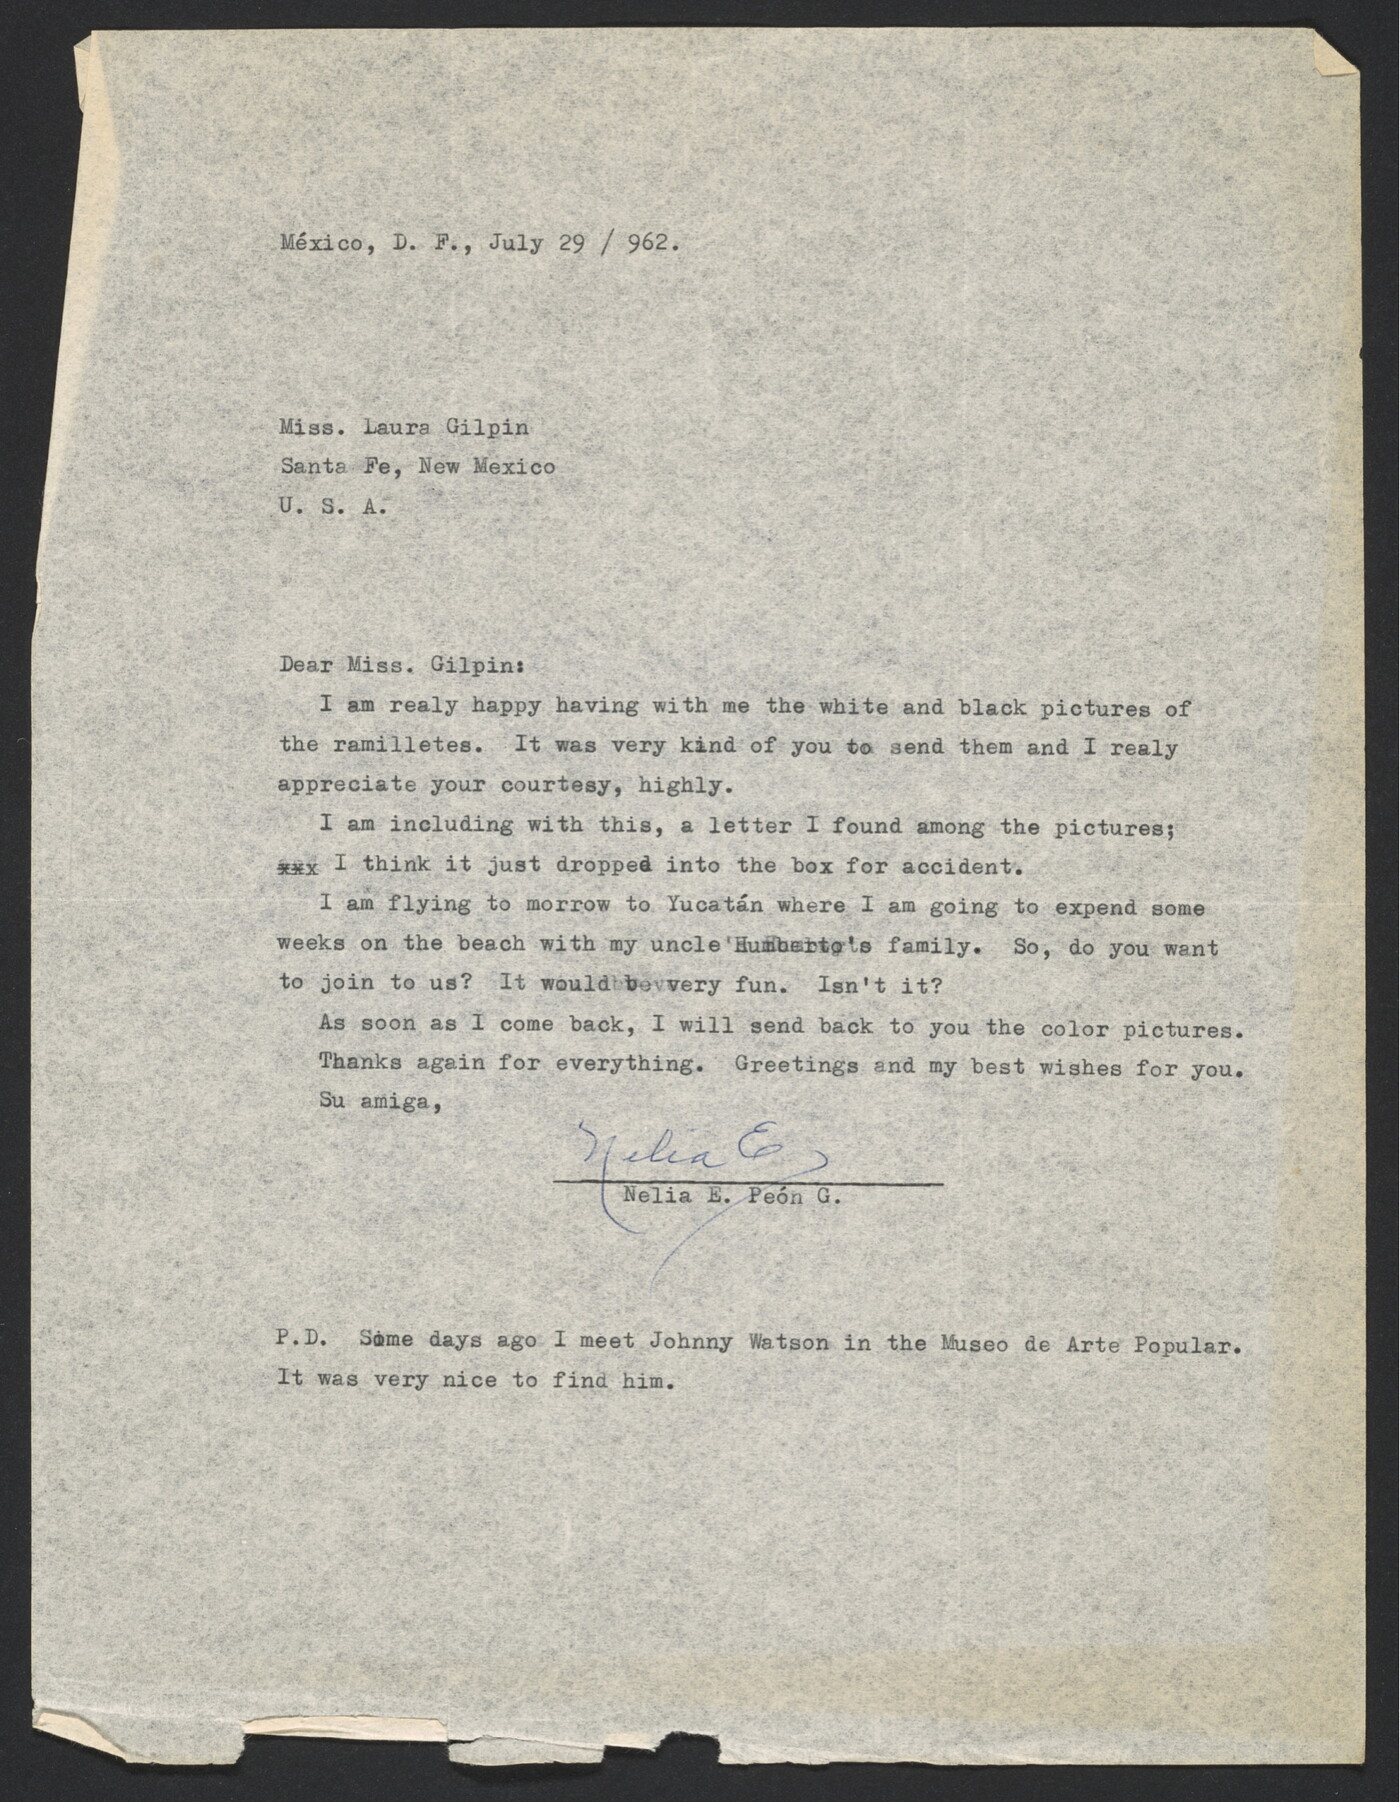 México, D. F., July 29 / 962.
Miss. Laura Gilpin
Santa Fe, New Mexico
U. S. A.
Dear Miss. Gilpin:
I am realy happy having with me the white and black pictures of
the ramilletes. It was very kind of you to send them and I realy
appreciate your courtesy, highly.
I am including with this, a letter I found among the pictures;
xxx I think it just dropped into the box for accident.
I am flying to morrow to Yucatán where I am going to expend some
weeks on the beach with my uncle Humberto's family. So, do you want
to join to us? It would be very fun. Isn't it?
As soon as I come back, I will send back to you the color pictures.
Thanks again for everything. Greetings and my best wishes for you.
Su amiga,
Nelia E
Nelia E. Peón G.
P.D. Some days ago I meet Johnny Watson in the Museo de Arte Popular.
It was very nice to find him.